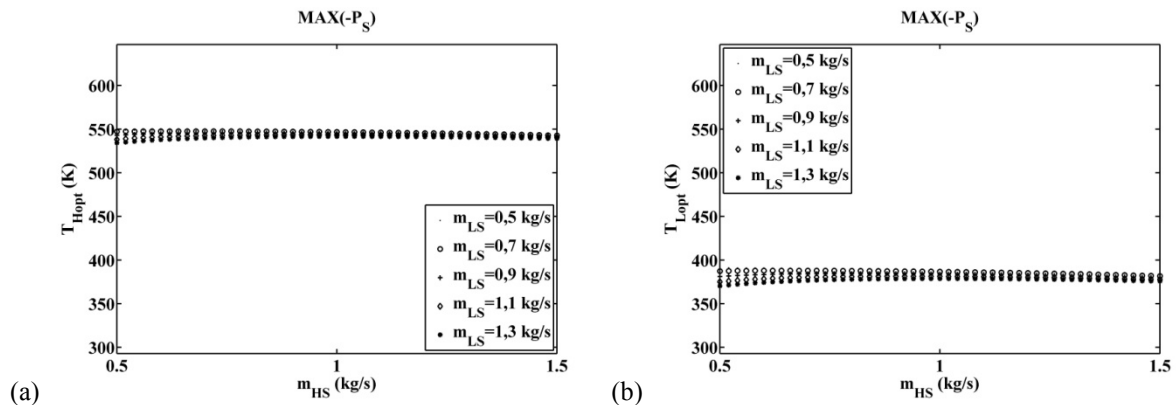 MAX(-P_S)
T_Hopt (K)
600
550
500
450
400
350
300
m_LS=0,5 kg/s
m_LS=0,7 kg/s
m_LS=0,9 kg/s
m_LS=1,1 kg/s
m_LS=1,3 kg/s
0.5 1 1.5
m_HS (kg/s)
(a)
MAX(-P_S)
T_Lopt (K)
m_LS=0,5 kg/s
m_LS=0,7 kg/s
m_LS=0,9 kg/s
m_LS=1,1 kg/s
m_LS=1,3 kg/s
600
550
500
450
400
350
300
0.5 1 1.5
m_HS (kg/s)
(b)